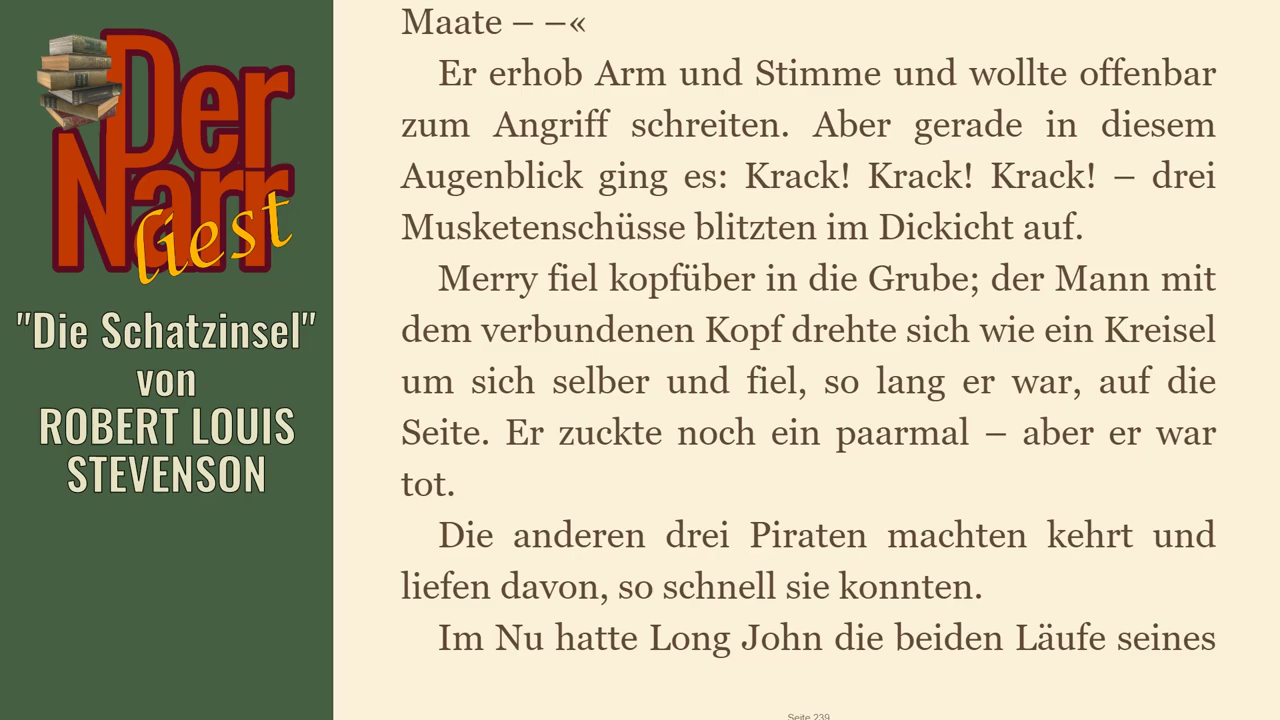 Der
Narr
liest
"Die Schatzinsel"
von
ROBERT LOUIS
STEVENSON
Maate – –«
Er erhob Arm und Stimme und wollte offenbar
zum Angriff schreiten. Aber gerade in diesem
Augenblick ging es: Krack! Krack! Krack! – drei
Musketenschüsse blitzten im Dickicht auf.
Merry fiel kopfüber in die Grube; der Mann mit
dem verbundenen Kopf drehte sich wie ein Kreisel
um sich selber und fiel, so lang er war, auf die
Seite. Er zuckte noch ein paarmal – aber er war
tot.
Die anderen drei Piraten machten kehrt und
liefen davon, so schnell sie konnten.
Im Nu hatte Long John die beiden Läufe seines
Seite 239